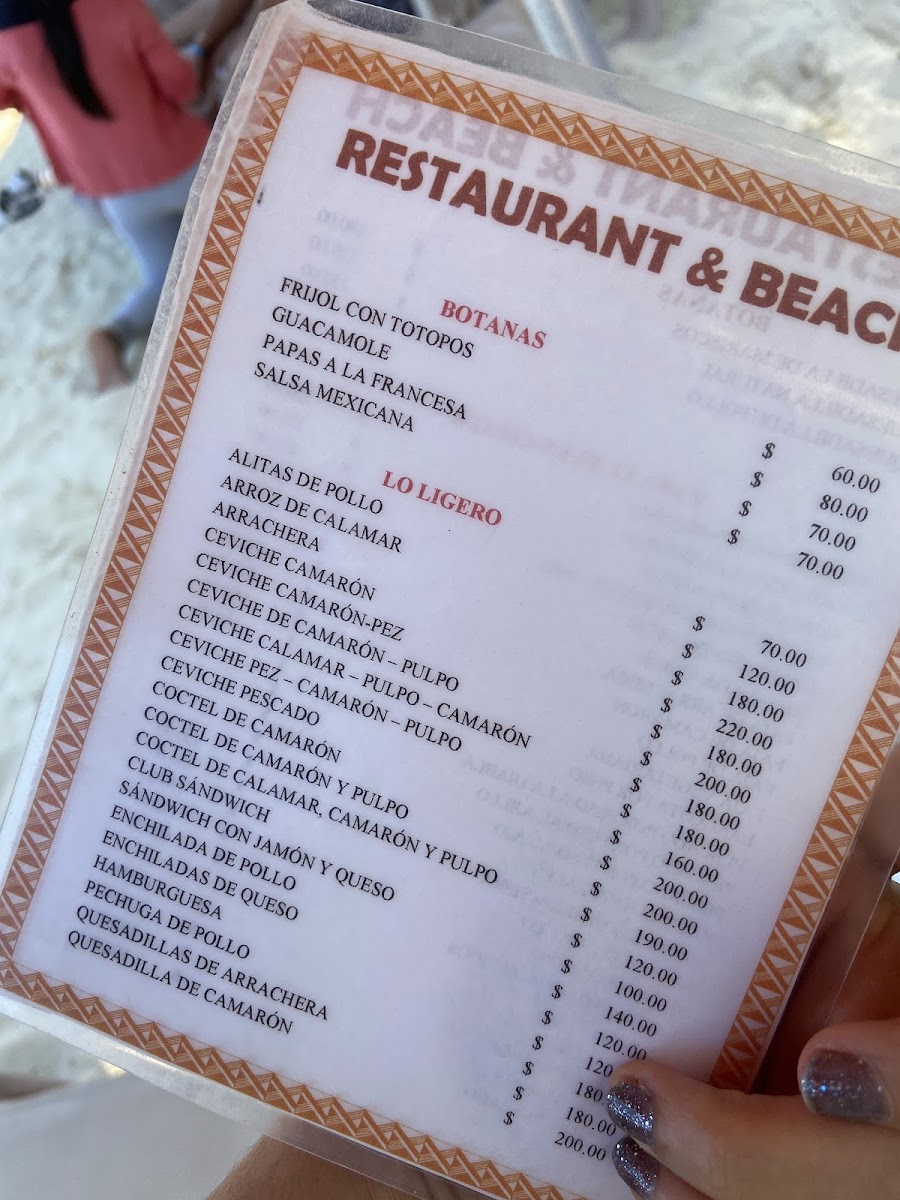 RESTAURANT & BEACH
BOTANAS
FRIJOL CON TOTOPOS $ 60.00
GUACAMOLE $ 80.00
PAPAS A LA FRANCESA $ 70.00
SALSA MEXICANA $ 70.00
LO LIGERO
ALITAS DE POLLO $ 70.00
ARROZ DE CALAMAR $ 120.00
ARRACHERA $ 180.00
CEVICHE CAMARÓN $ 220.00
CEVICHE CAMARÓN-PEZ $ 180.00
CEVICHE DE CAMARÓN – PULPO $ 200.00
CEVICHE CALAMAR – PULPO – CAMARÓN $ 180.00
CEVICHE PEZ – CAMARÓN – PULPO $ 180.00
CEVICHE PESCADO $ 160.00
COCTEL DE CAMARÓN $ 200.00
COCTEL DE CAMARÓN Y PULPO $ 200.00
COCTEL DE CALAMAR, CAMARÓN Y PULPO $ 190.00
CLUB SÁNDWICH $ 120.00
SÁNDWICH CON JAMÓN Y QUESO $ 100.00
ENCHILADA DE POLLO $ 140.00
ENCHILADAS DE QUESO $ 120.00
HAMBURGUESA $ 120
PECHUGA DE POLLO $ 180.
QUESADILLAS DE ARRACHERA $ 180.00
QUESADILLA DE CAMARÓN $ 200.00